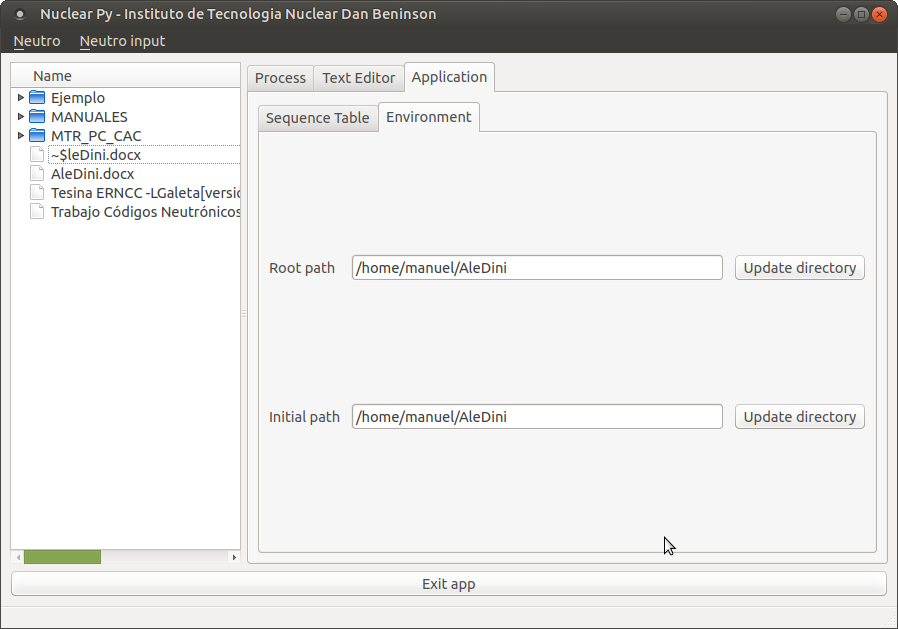 Nuclear Py - Instituto de Tecnologia Nuclear Dan Beninson
Neutro Neutro input
Name
Ejemplo
MANUALES
MTR_PC_CAC
~$leDini.docx
AleDini.docx
Tesina ERNCC -LGaleta[versic
Trabajo Códigos Neutrónicos
Process Text Editor Application
Sequence Table Environment
Root path /home/manuel/AleDini Update directory
Initial path /home/manuel/AleDini Update directory
Exit app